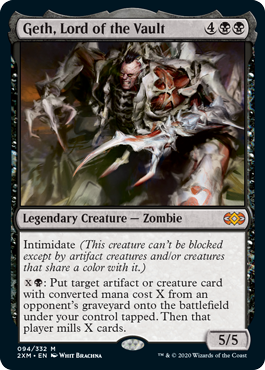 Geth, Lord of the Vault 4
Legendary Creature — Zombie
Intimidate (This creature can't be blocked
except by artifact creatures and/or creatures
that share a color with it.)
X: Put target artifact or creature card
with converted mana cost X from an
opponent's graveyard onto the battlefield
under your control tapped. Then that
player mills X cards.
5/5
094/332 M
2XM • EN Whit Brachna
™ & © 2020 Wizards of the Coast